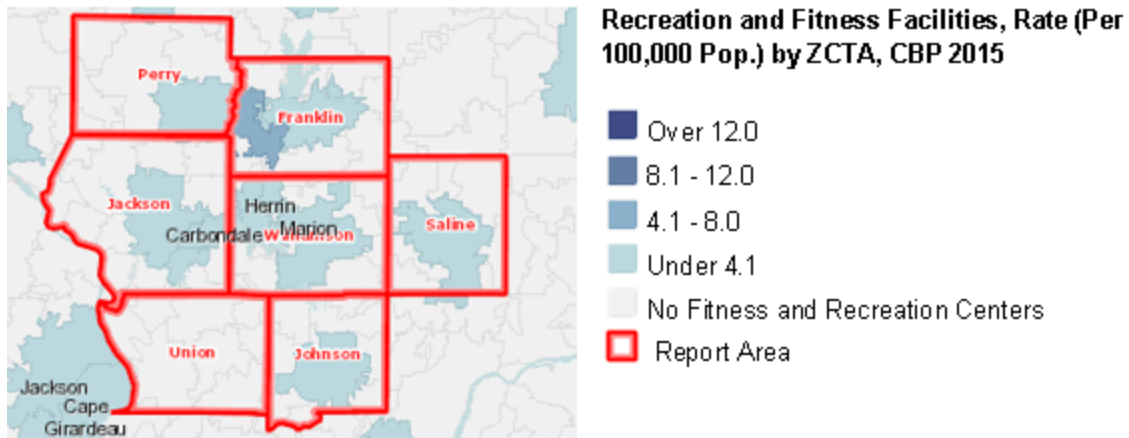 Recreation and Fitness Facilities, Rate (Per
100,000 Pop.) by ZCTA, CBP 2015
Over 12.0
8.1 - 12.0
4.1 - 8.0
Under 4.1
No Fitness and Recreation Centers
Report Area
Perry
Franklin
Jackson
Herrin
Carbondale
Marion
Williamson
Saline
Union
Johnson
Jackson
Cape
Girardeau